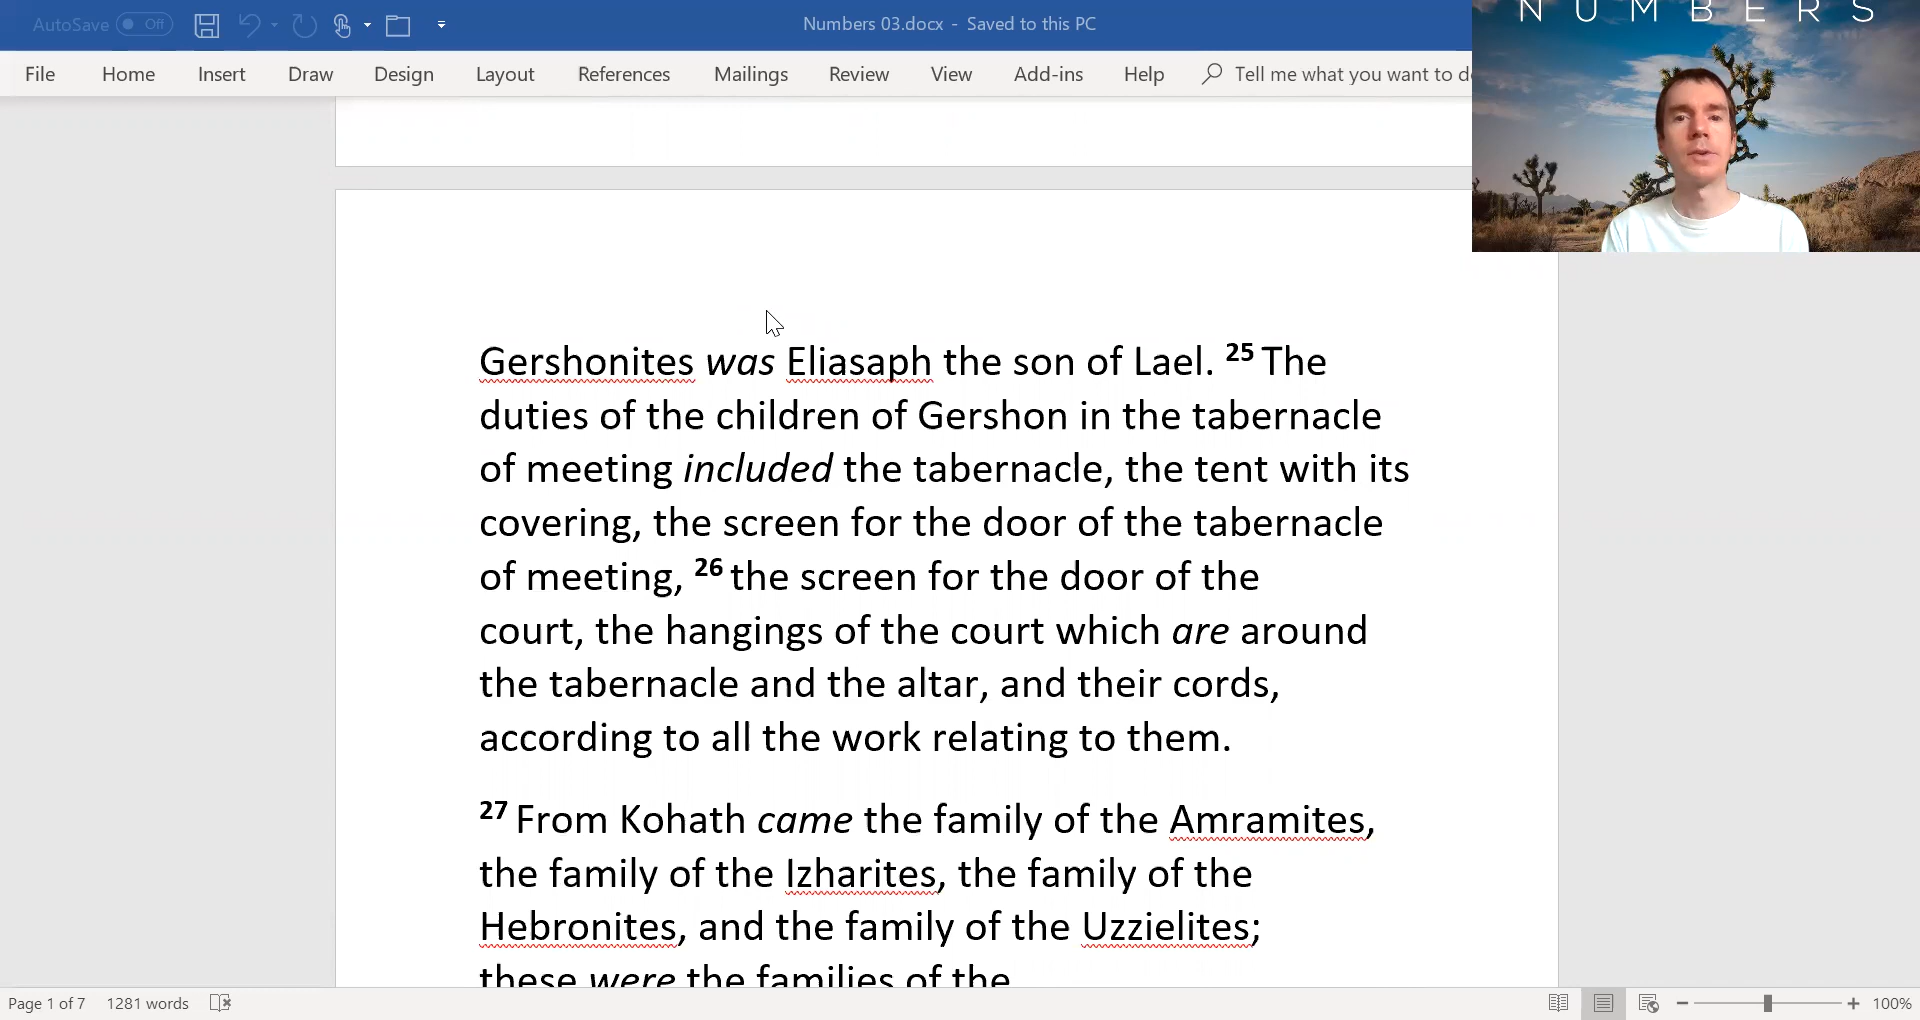 AutoSave Off
Numbers 03.docx - Saved to this PC
NUMBERS
File Home Insert Draw Design Layout References Mailings Review View Add-ins Help Tell me what you want to d
Gershonites was Eliasaph the son of Lael. 25 The
duties of the children of Gershon in the tabernacle
of meeting included the tabernacle, the tent with its
covering, the screen for the door of the tabernacle
of meeting, 26 the screen for the door of the
court, the hangings of the court which are around
the tabernacle and the altar, and their cords,
according to all the work relating to them.
27 From Kohath came the family of the Amramites,
the family of the Izharites, the family of the
Hebronites, and the family of the Uzzielites;
these were the families of the
Page 1 of 7 1281 words 100%